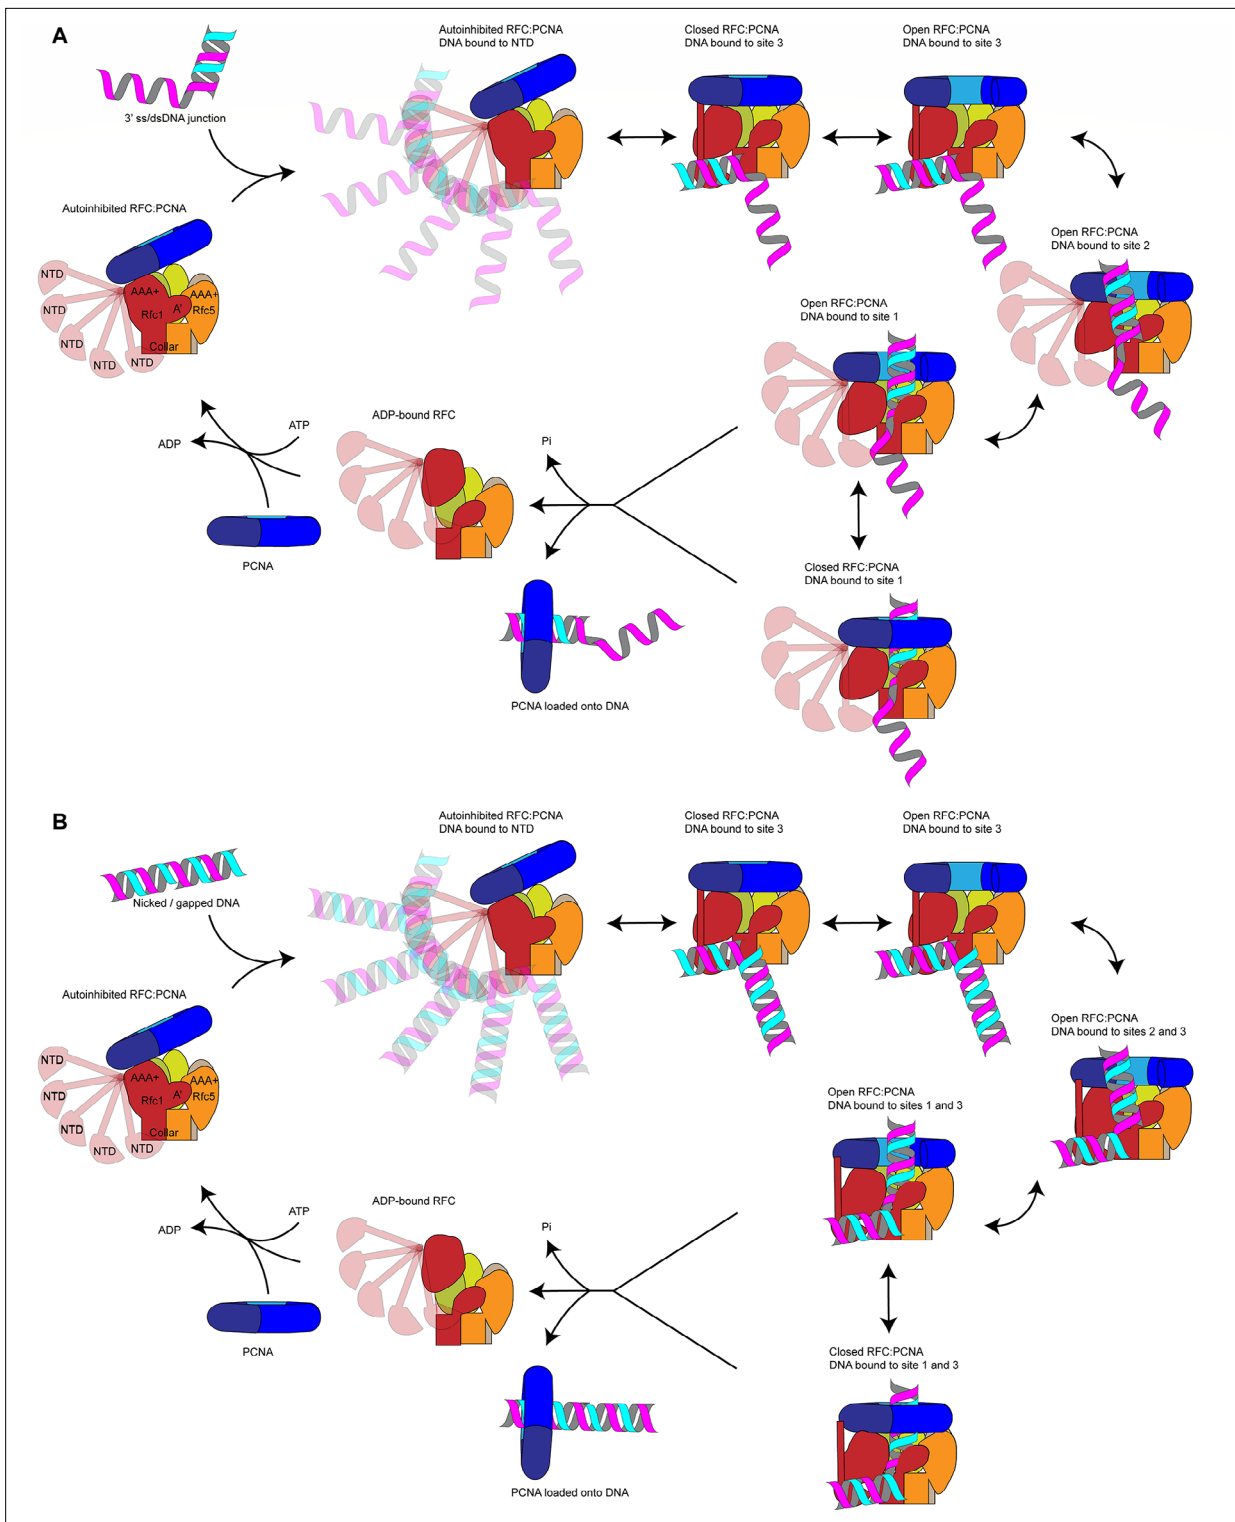 A
3' ss/dsDNA junction
Autoinhibited RFC:PCNA
DNA bound to NTD
Closed RFC:PCNA
DNA bound to site 3
Open RFC:PCNA
DNA bound to site 3
Autoinhibited RFC:PCNA
NTD
NTD
NTD
NTD
NTD
AAA+
Rfc1
A'
AAA+
Rfc5
Collar
Open RFC:PCNA
DNA bound to site 2
Open RFC:PCNA
DNA bound to site 1
ADP-bound RFC
ATP
ADP
Pi
PCNA
Closed RFC:PCNA
DNA bound to site 1
PCNA loaded onto DNA
B
Nicked / gapped DNA
Autoinhibited RFC:PCNA
DNA bound to NTD
Closed RFC:PCNA
DNA bound to site 3
Open RFC:PCNA
DNA bound to site 3
Autoinhibited RFC:PCNA
NTD
NTD
NTD
NTD
NTD
AAA+
Rfc1
A'
AAA+
Rfc5
Collar
Open RFC:PCNA
DNA bound to sites 2 and 3
Open RFC:PCNA
DNA bound to sites 1 and 3
ADP-bound RFC
ATP
ADP
Pi
PCNA
Closed RFC:PCNA
DNA bound to site 1 and 3
PCNA loaded onto DNA